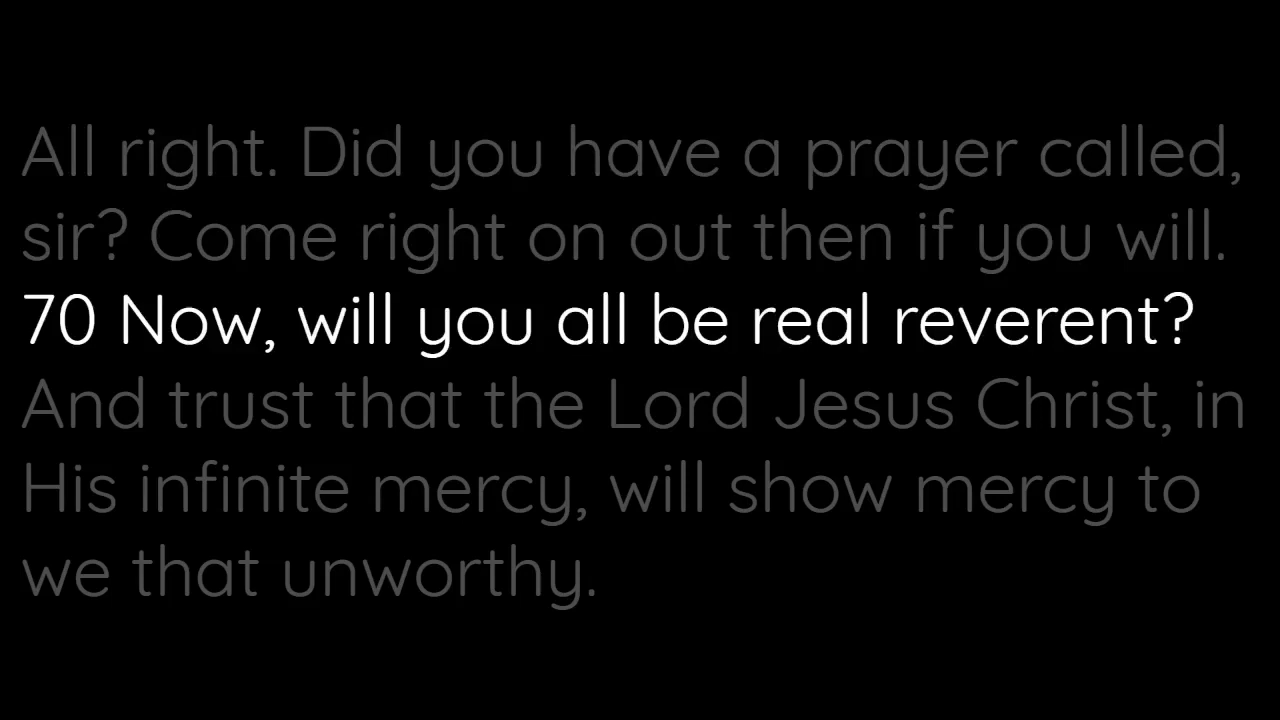 All right. Did you have a prayer called,
sir? Come right on out then if you will.
70 Now, will you all be real reverent?
And trust that the Lord Jesus Christ, in
His infinite mercy, will show mercy to
we that unworthy.